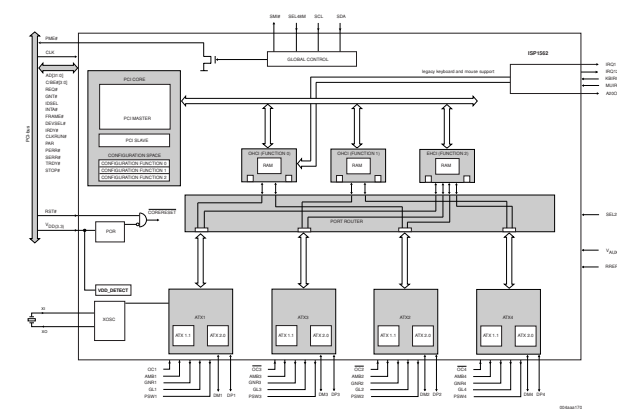 SMI# SEL48M SCL SDA
PME#
CLK
GLOBAL CONTROL
ISP1562
AD[31:0]
C/BE#[3:0]
REQ#
GNT#
IDSEL
INTA#
FRAME#
DEVSEL#
IRDY#
CLKRUN#
PAR
PERR#
SERR#
TRDY#
STOP#
PCI bus
PCI CORE
PCI MASTER
PCI SLAVE
CONFIGURATION SPACE
CONFIGURATION FUNCTION 0
CONFIGURATION FUNCTION 1
CONFIGURATION FUNCTION 2
legacy keyboard and mouse support
IRQ1
OHCI (FUNCTION 0)
RAM
OHCI (FUNCTION 1)
RAM
EHCI (FUNCTION 2)
RAM
RST#
CORERESET
VDD(3.3)
POR
PORT ROUTER
VDD_DETECT
XOSC
XI
XO
ATX1
ATX 1.1 ATX 2.0
ATX3
ATX 1.1 ATX 2.0
ATX2
ATX 1.1 ATX 2.0
ATX4
ATX 1.1 ATX 2.0
OC1
AMB1
GNR1
GL1
PSW1
DM1 DP1
OC3
AMB3
GNR3
GL3
PSW3
DM3 DP3
OC2
AMB2
GNR2
GL2
PSW2
DM2 DP2
OC4
AMB4
GNR4
GL4
PSW4
DM4 DP4